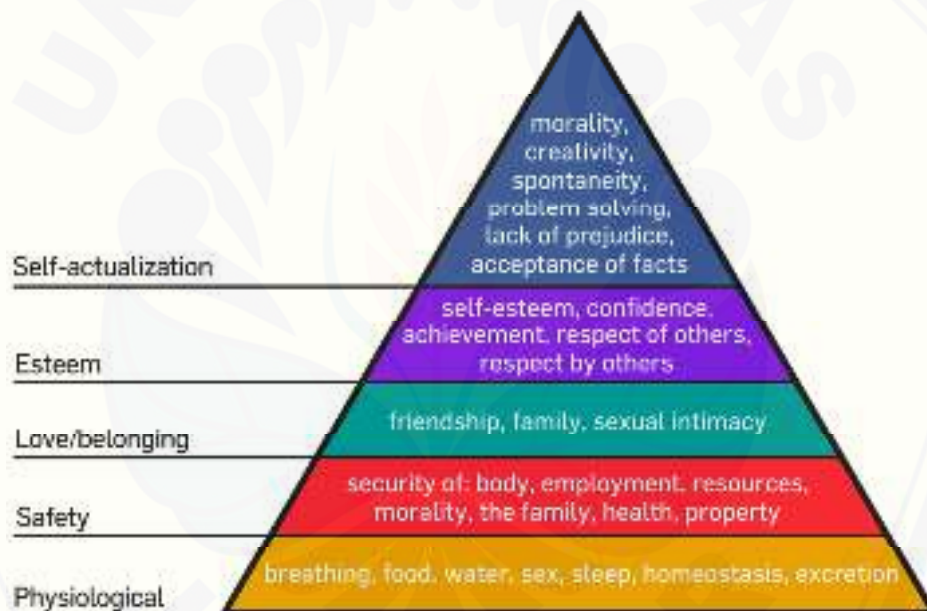 morality,
creativity,
spontaneity,
problem solving,
lack of prejudice,
acceptance of facts
Self-actualization
self-esteem, confidence,
achievement, respect of others,
respect by others
Esteem
friendship, family, sexual intimacy
Love/belonging
security of: body, employment, resources,
morality, the family, health, property
Safety
breathing, food, water, sex, sleep, homeostasis, excretion
Physiological